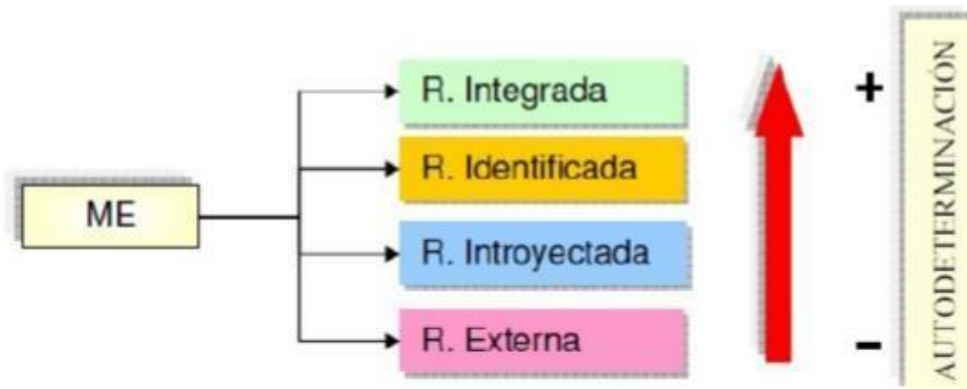 R. Integrada
R. Identificada
ME
R. Introyectada
R. Externa
+
-
AUTODETERMINACIÓN